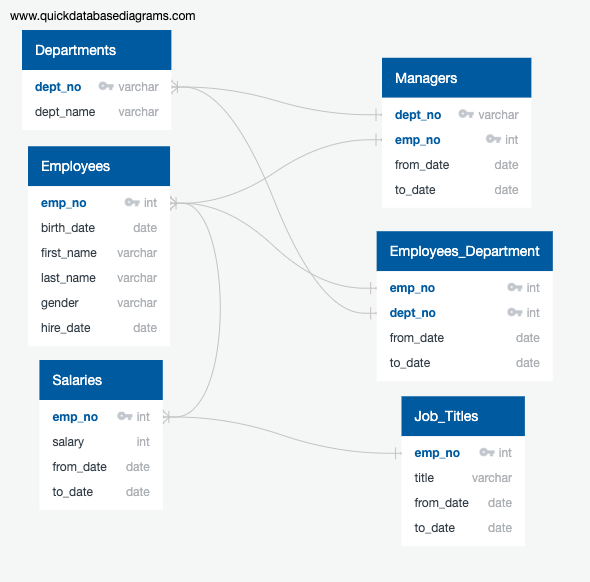 www.quickdatabasediagrams.com
Departments
dept_no varchar
dept_name varchar
Employees
emp_no int
birth_date date
first_name varchar
last_name varchar
gender varchar
hire_date date
Salaries
emp_no int
salary int
from_date date
to_date date
Managers
dept_no varchar
emp_no int
from_date date
to_date date
Employees_Department
emp_no int
dept_no int
from_date date
to_date date
Job_Titles
emp_no int
title varchar
from_date date
to_date date